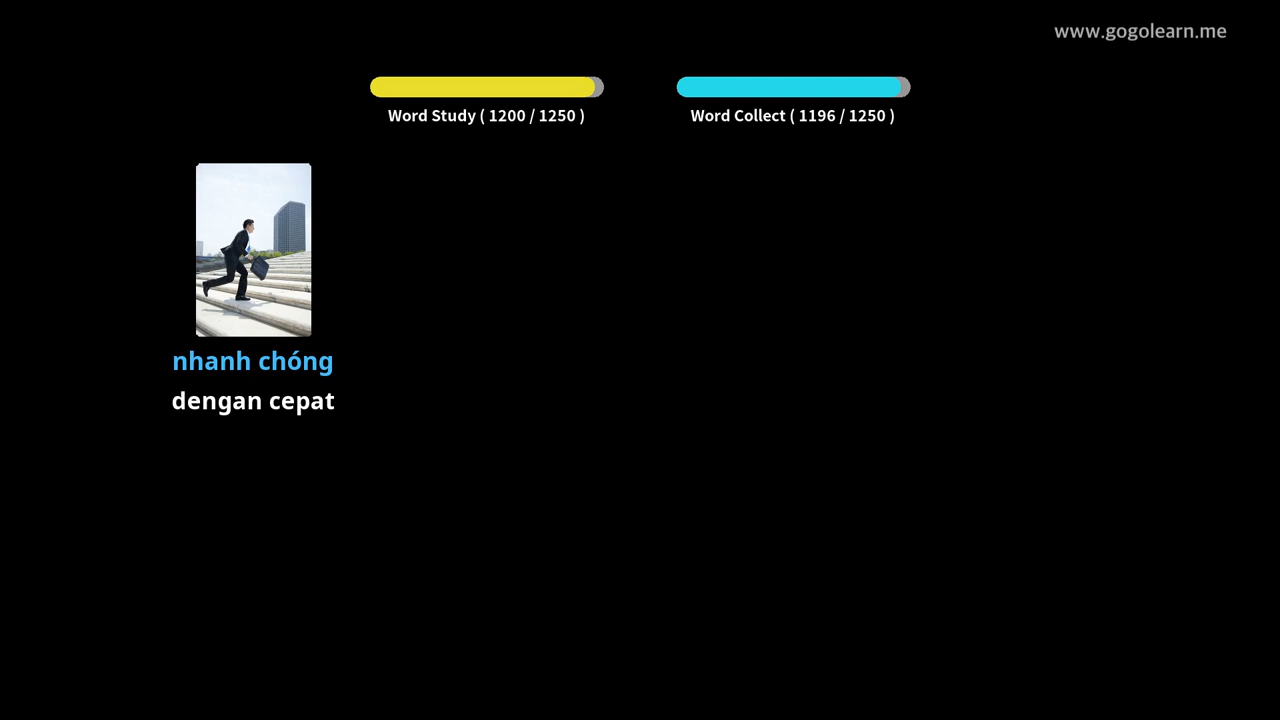 www.gogolearn.me
Word Study ( 1200 / 1250 )
Word Collect ( 1196 / 1250 )
nhanh chóng
dengan cepat